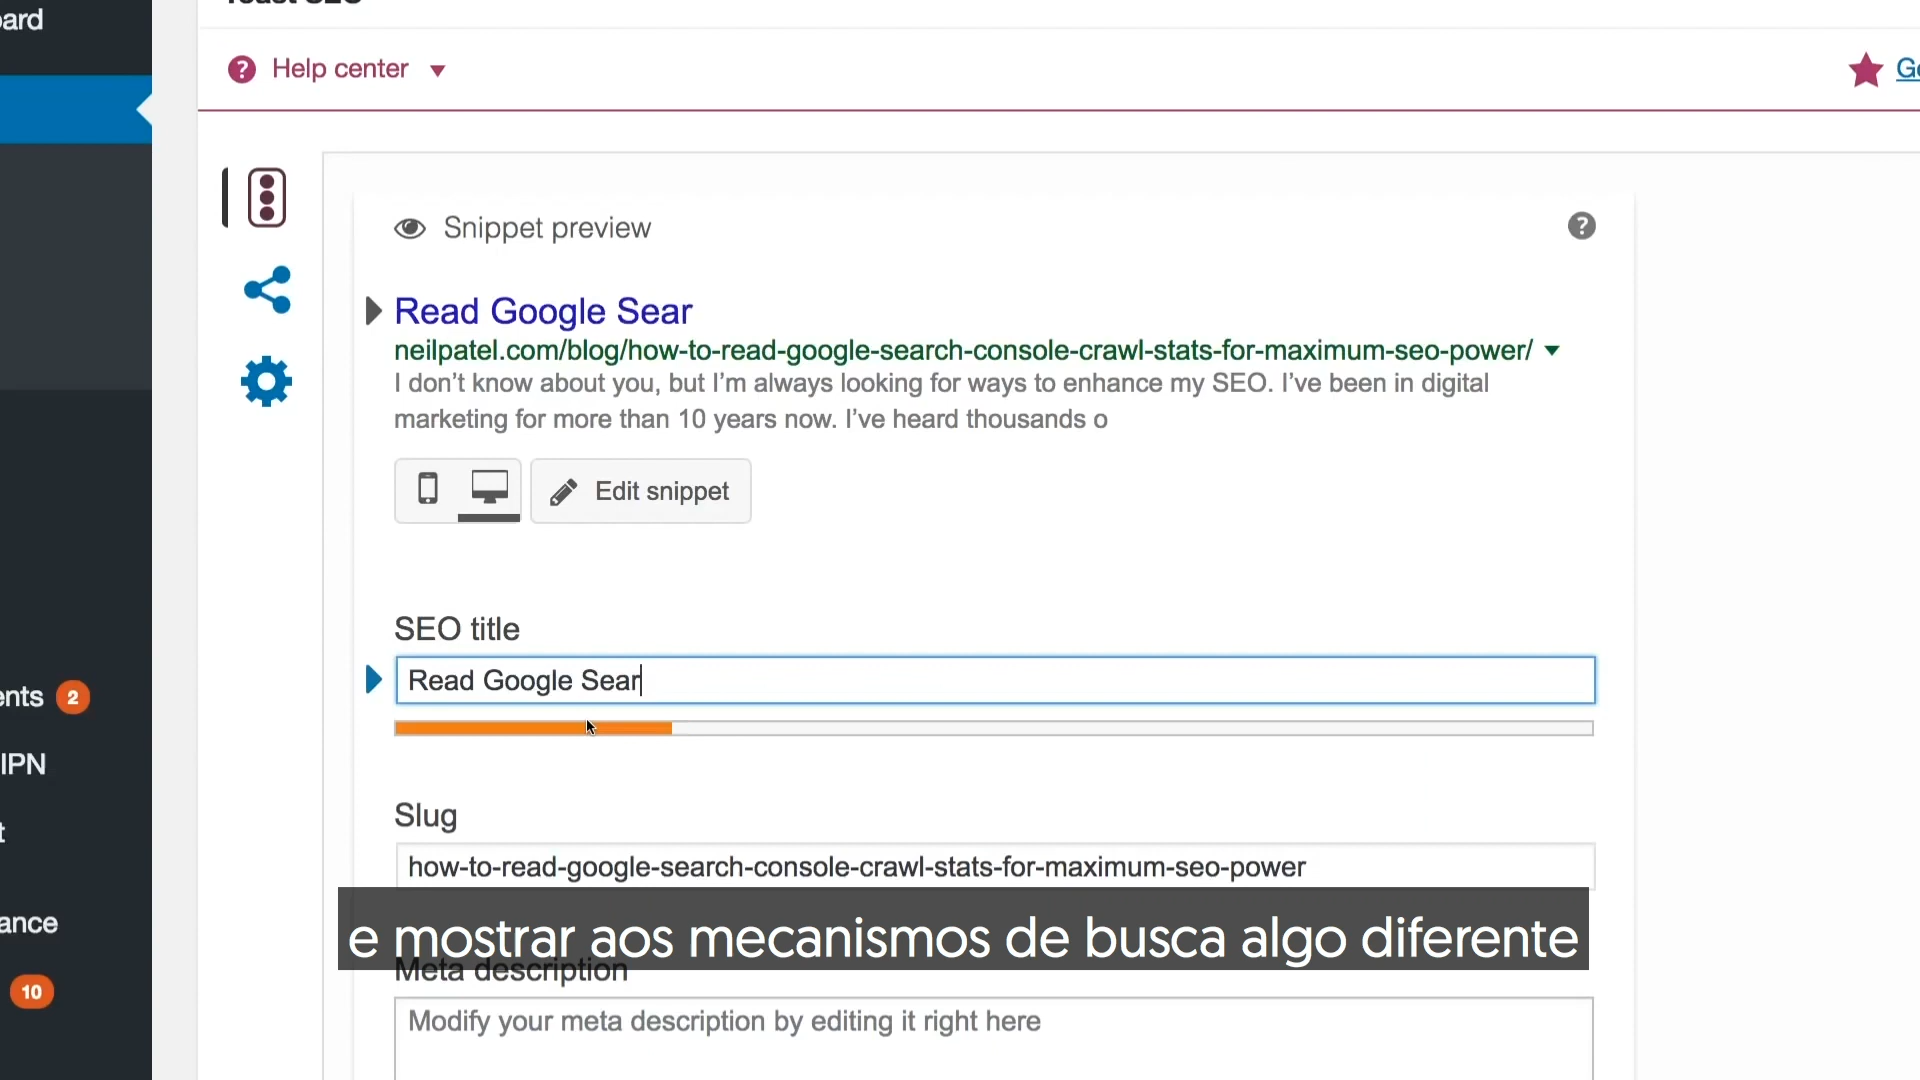 Help center
Snippet preview
Read Google Sear
neilpatel.com/blog/how-to-read-google-search-console-crawl-stats-for-maximum-seo-power/
I don’t know about you, but I’m always looking for ways to enhance my SEO. I’ve been in digital
marketing for more than 10 years now. I’ve heard thousands o
Edit snippet
SEO title
Read Google Sear
Slug
how-to-read-google-search-console-crawl-stats-for-maximum-seo-power
e mostrar aos mecanismos de busca algo diferente
Meta description
Modify your meta description by editing it right here
ents 2
IPN
ance
10